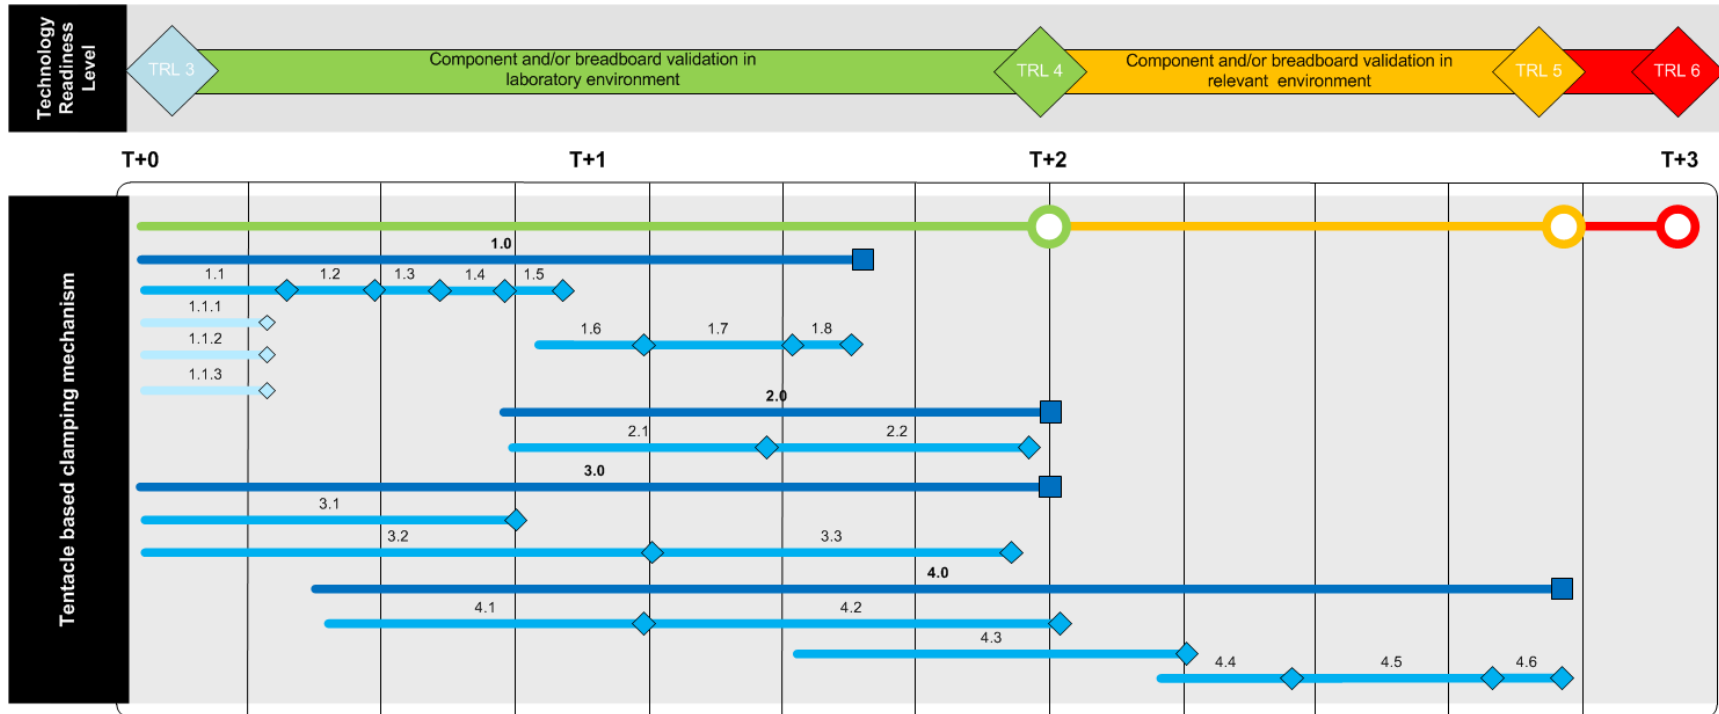 Technology
Readiness
Level
TRL 3
Component and/or breadboard validation in
laboratory environment
TRL 4
Component and/or breadboard validation in
relevant environment
TRL 5
TRL 6
T+0
T+1
T+2
T+3
Tentacle based clamping mechanism
1.0
1.1
1.2
1.3
1.4
1.5
1.1.1
1.6
1.7
1.8
1.1.2
1.1.3
2.0
2.1
2.2
3.0
3.1
3.2
3.3
4.0
4.1
4.2
4.3
4.4
4.5
4.6